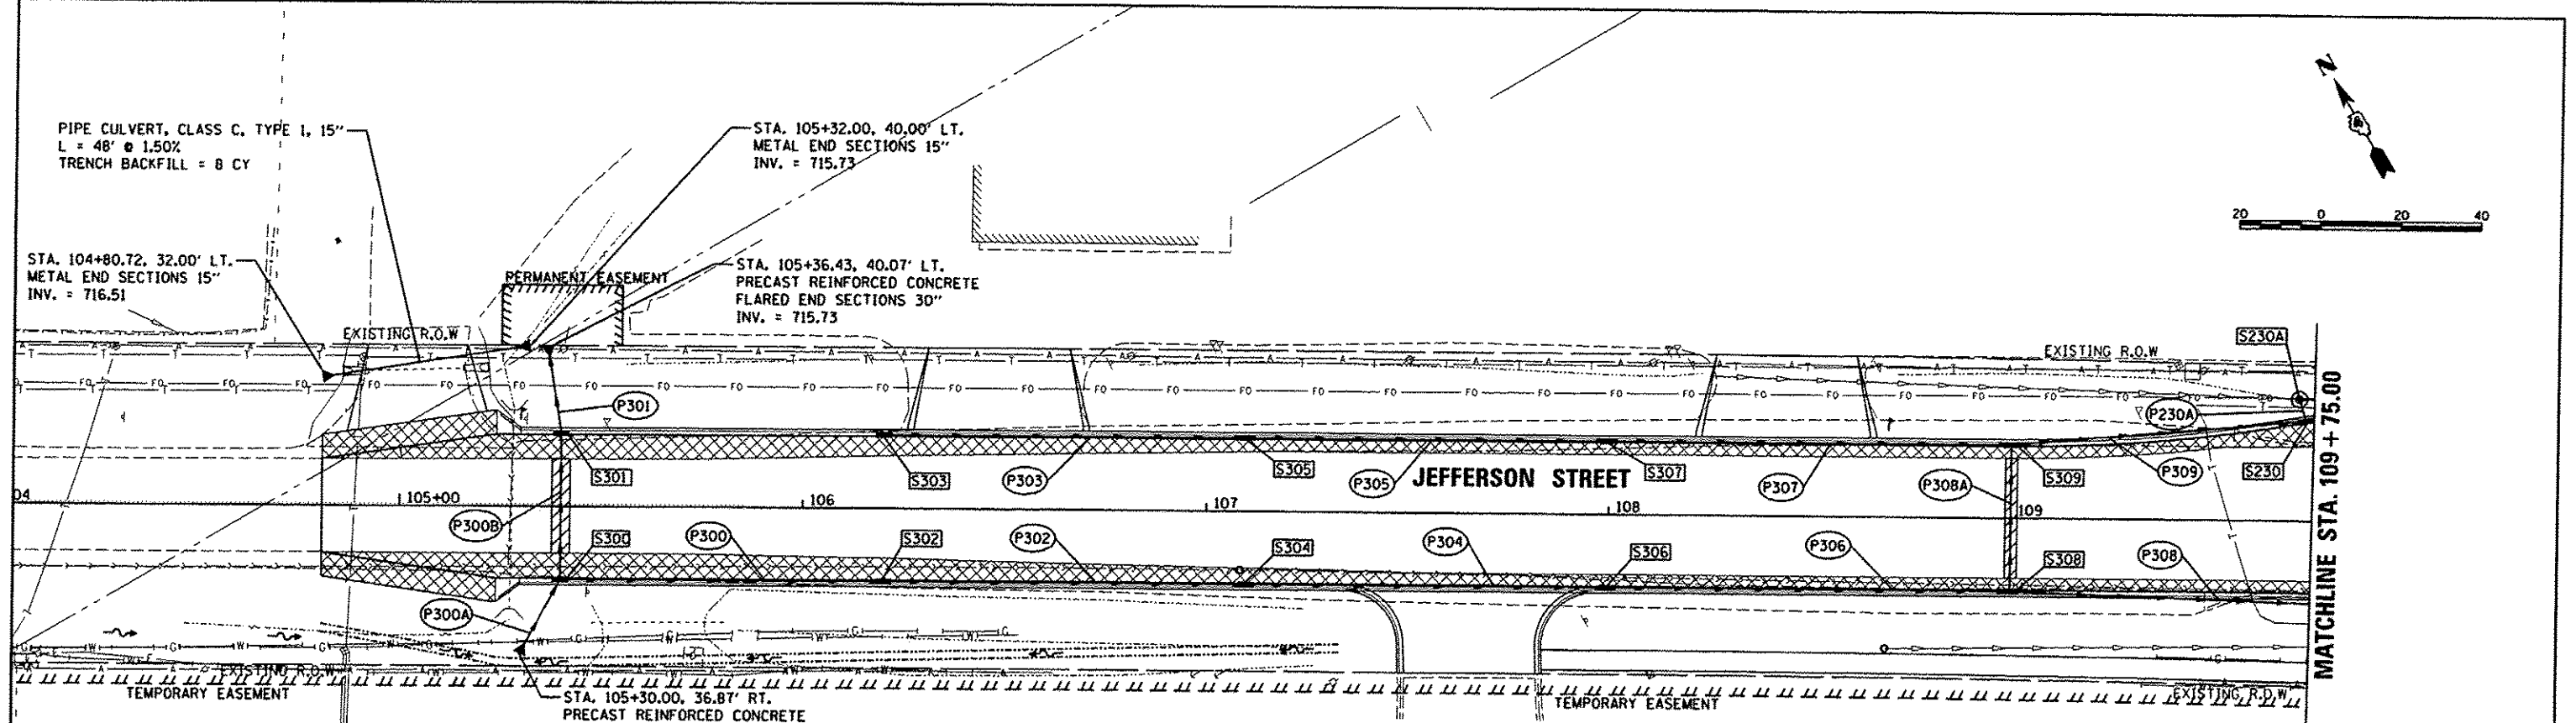 PIPE CULVERT, CLASS C, TYPE 1, 15"
L = 48' @ 1.50%
TRENCH BACKFILL = 8 CY
STA. 105+32.00, 40.00' LT.
METAL END SECTIONS 15"
INV. = 715.73
N
20 0 20 40
STA. 104+80.72, 32.00' LT.
METAL END SECTIONS 15"
INV. = 716.51
PERMANENT EASEMENT
STA. 105+36.43, 40.07' LT.
PRECAST REINFORCED CONCRETE
FLARED END SECTIONS 30"
INV. = 715.73
EXISTING R.O.W
EXISTING R.O.W
S230A
P301
P230A
S301
S303
P303
S305
P305
JEFFERSON STREET
S307
P307
P308A
S309
P309
S230
04
105+00
106
107
108
109
MATCHLINE STA. 109+75.00
P300B
S300
P300
S302
P302
S304
P304
S306
P306
S308
P308
P300A
EXISTING R.O.W
TEMPORARY EASEMENT
STA. 105+30.00, 36.87' RT.
PRECAST REINFORCED CONCRETE
TEMPORARY EASEMENT
EXISTING R.O.W